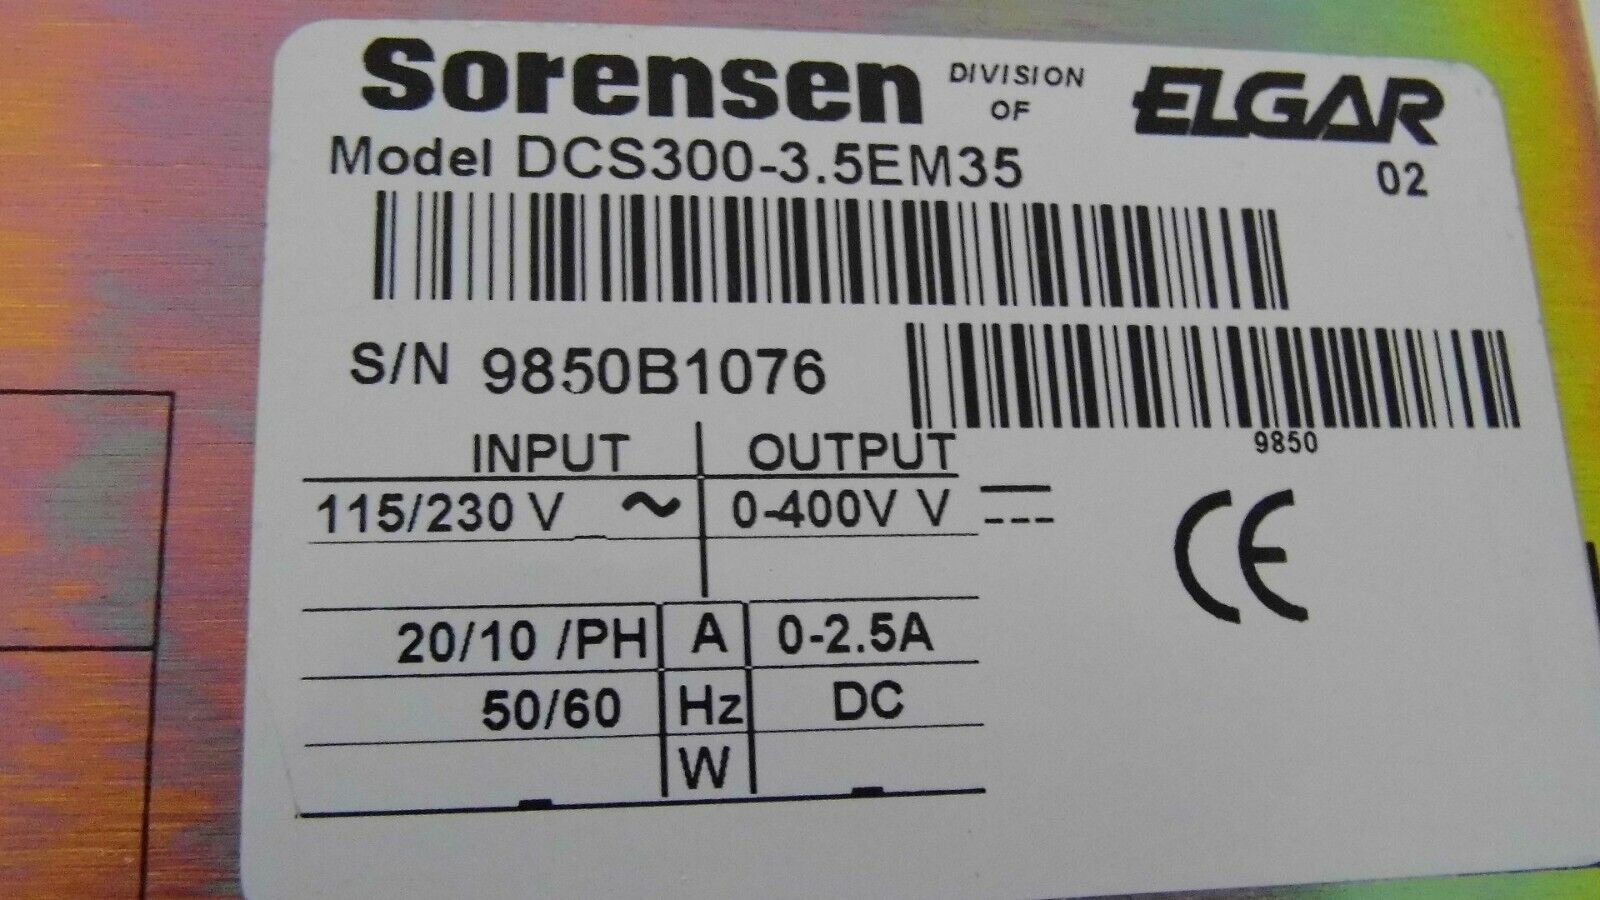 Sorensen DIVISION OF ELGAR
Model DCS300-3.5EM35 02
S/N 9850B1076
9850
INPUT OUTPUT
115/230 V ~ 0-400V V
20/10 /PH A 0-2.5A
50/60 Hz DC
W
CE